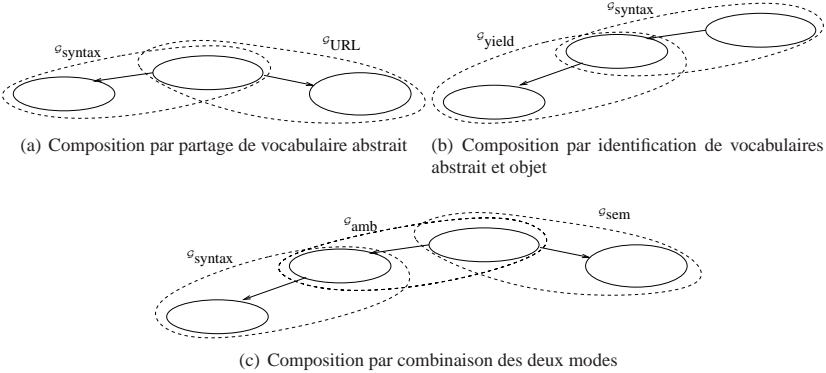 𝒢syntax
𝒢URL
𝒢yield
𝒢syntax
(a) Composition par partage de vocabulaire abstrait
(b) Composition par identification de vocabulaires
abstrait et objet
𝒢syntax
𝒢amb
𝒢sem
(c) Composition par combinaison des deux modes